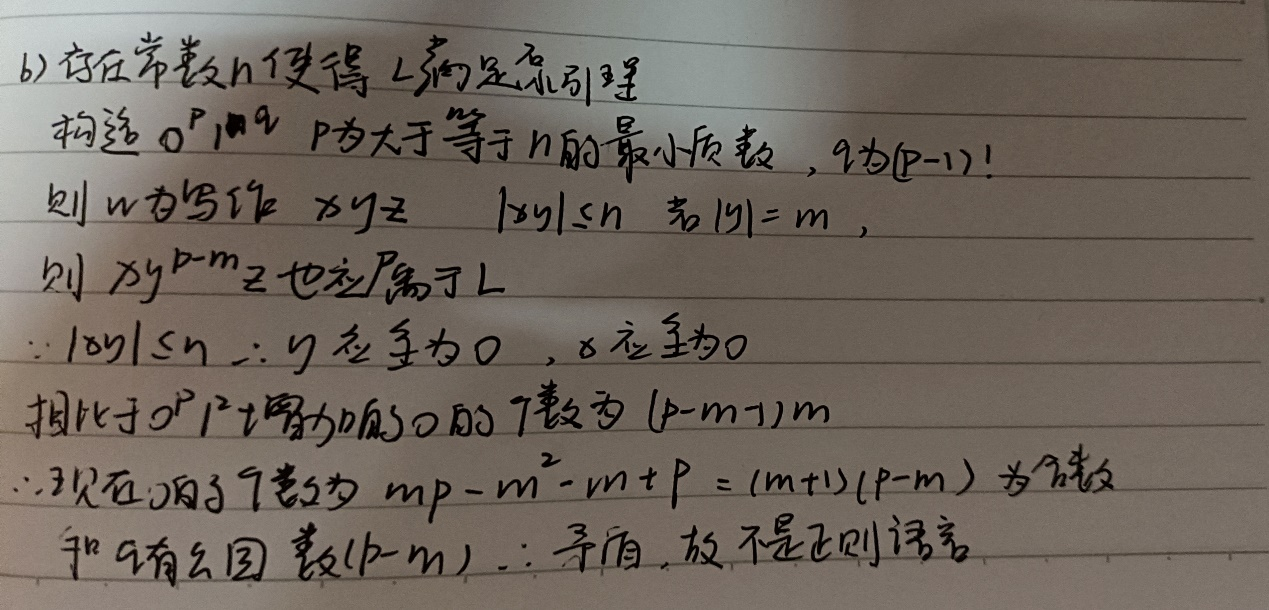 b) 存在常数n使得 L满足泵引理
构造 0^p 1^q p为大于等于n的最小质数, q为(p-1)!
则 w为写作 xyz |xy|≤n 若|y|=m,
则 xy^{p-m}z 也应属于L
∵|xy|≤n ∴y应全为0, x应全为0
相比于0^p 1^q 增加的0的个数为 (p-m-1)m
∴现在0的个数为 mp-m^2-m+p=(m+1)(p-m) 为合数
和q有公因数(p-m) ∴矛盾,故不是正则语言